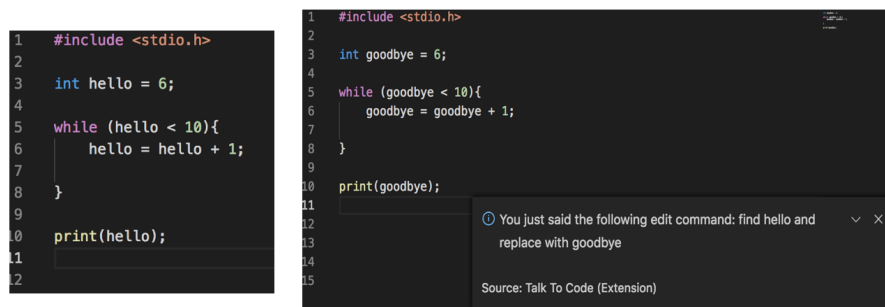 1 #include <stdio.h>
2
3 int hello = 6;
4
5 while (hello < 10){
6 hello = hello + 1;
7
8 }
9
10 print(hello);
11
12
1 #include <stdio.h>
2
3 int goodbye = 6;
4
5 while (goodbye < 10){
6 goodbye = goodbye + 1;
7
8 }
9
10 print(goodbye);
11
12
13
14
15
You just said the following edit command: find hello and
replace with goodbye
Source: Talk To Code (Extension)